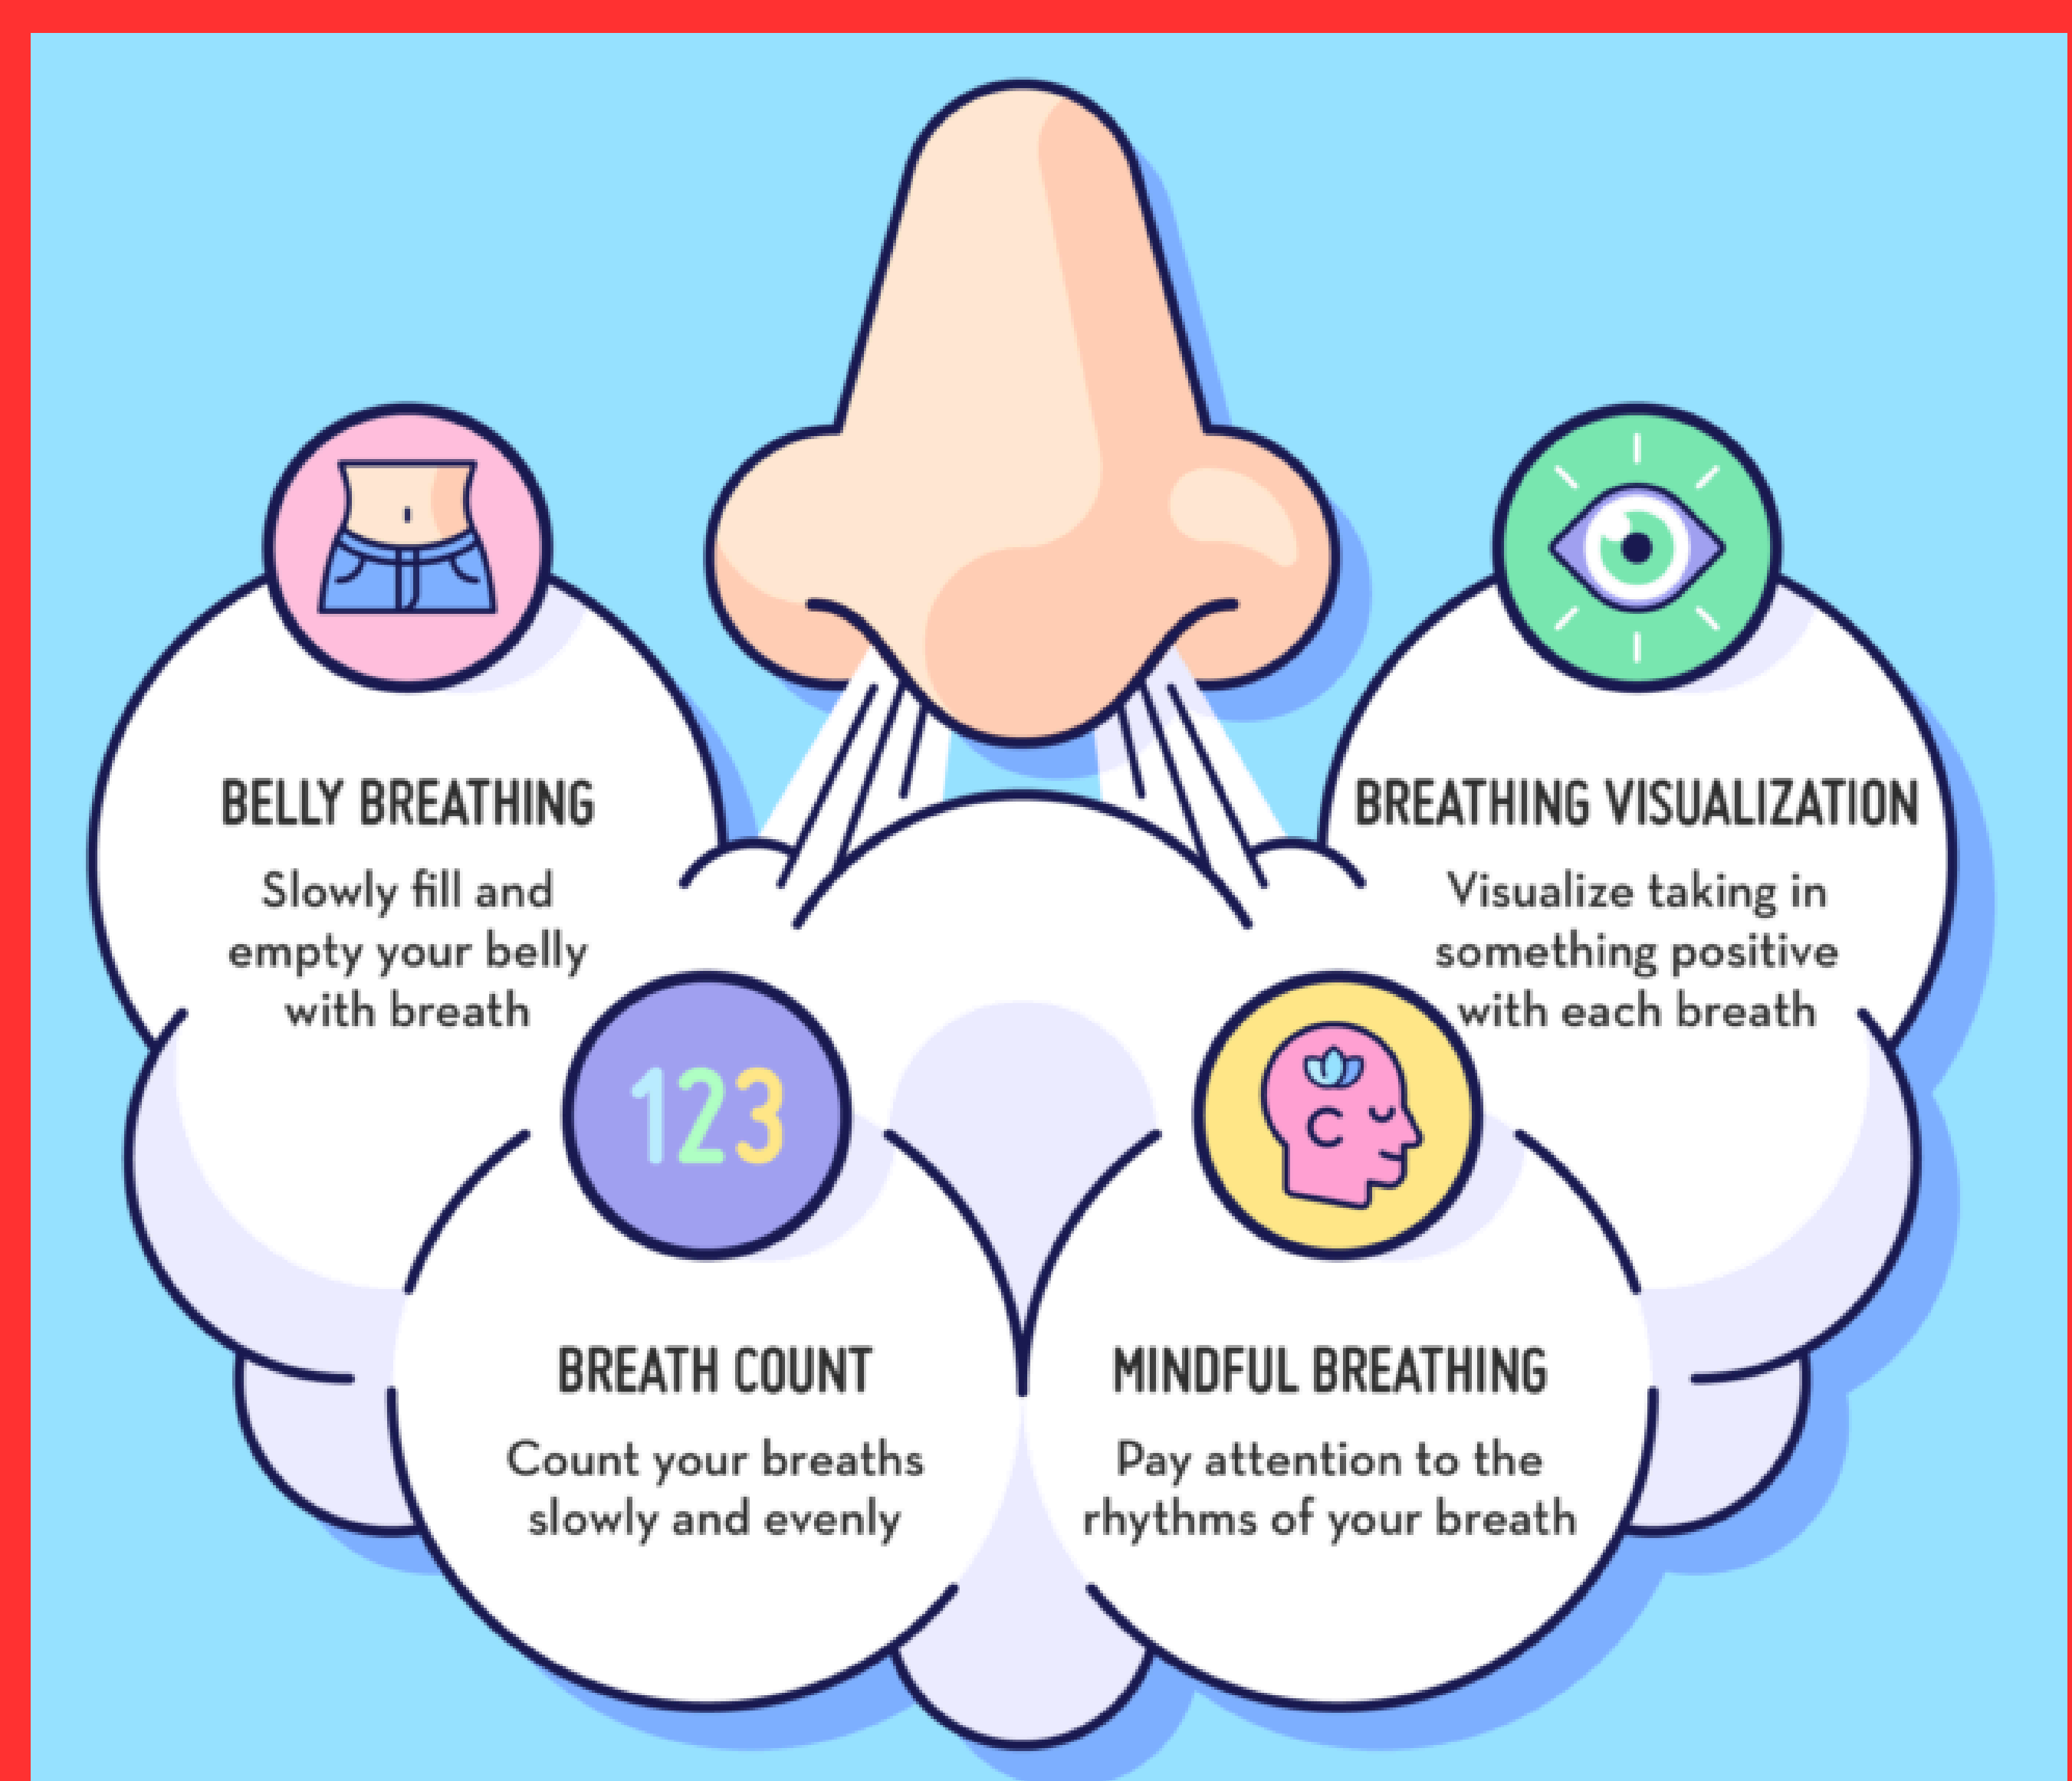 BELLY BREATHING
Slowly fill and
empty your belly
with breath
BREATHING VISUALIZATION
Visualize taking in
something positive
with each breath
123
BREATH COUNT
Count your breaths
slowly and evenly
MINDFUL BREATHING
Pay attention to the
rhythms of your breath